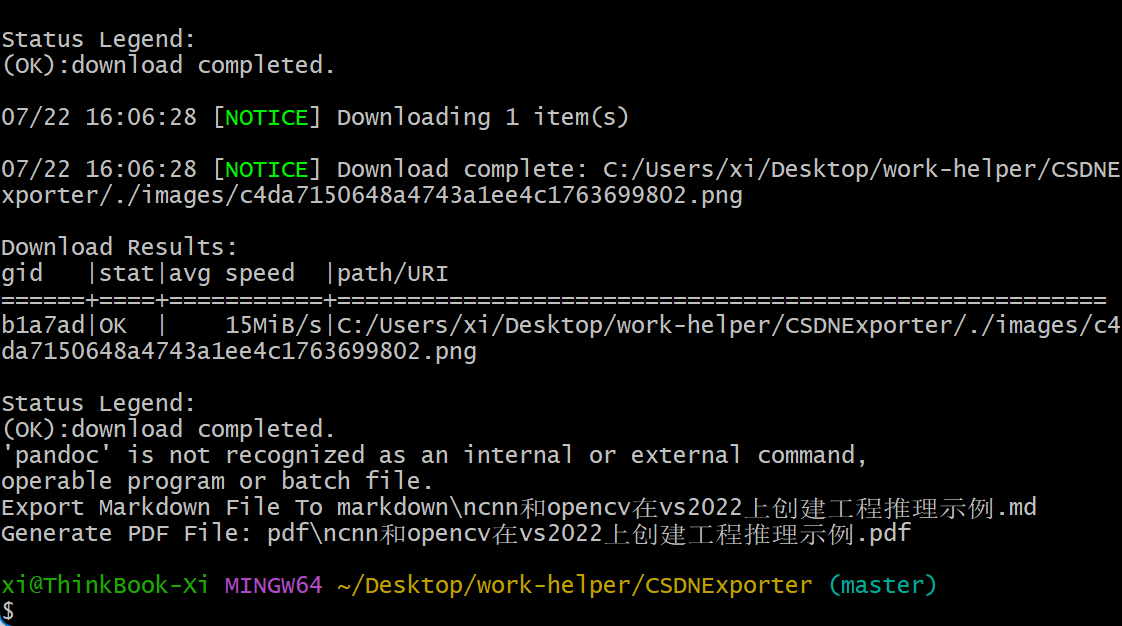 Status Legend:
(OK):download completed.
07/22 16:06:28 [NOTICE] Downloading 1 item(s)
07/22 16:06:28 [NOTICE] Download complete: C:/Users/xi/Desktop/work-helper/CSDNE
xporter/./images/c4da7150648a4743a1ee4c1763699802.png
Download Results:
gid   |stat|avg speed  |path/URI
======+====+===========+=======================================================
b1a7ad|OK  |    15MiB/s|C:/Users/xi/Desktop/work-helper/CSDNExporter/./images/c4
da7150648a4743a1ee4c1763699802.png
Status Legend:
(OK):download completed.
'pandoc' is not recognized as an internal or external command,
operable program or batch file.
Export Markdown File To markdown\ncnn和opencv在vs2022上创建工程推理示例.md
Generate PDF File: pdf\ncnn和opencv在vs2022上创建工程推理示例.pdf
xi@ThinkBook-Xi MINGW64 ~/Desktop/work-helper/CSDNExporter (master)
$